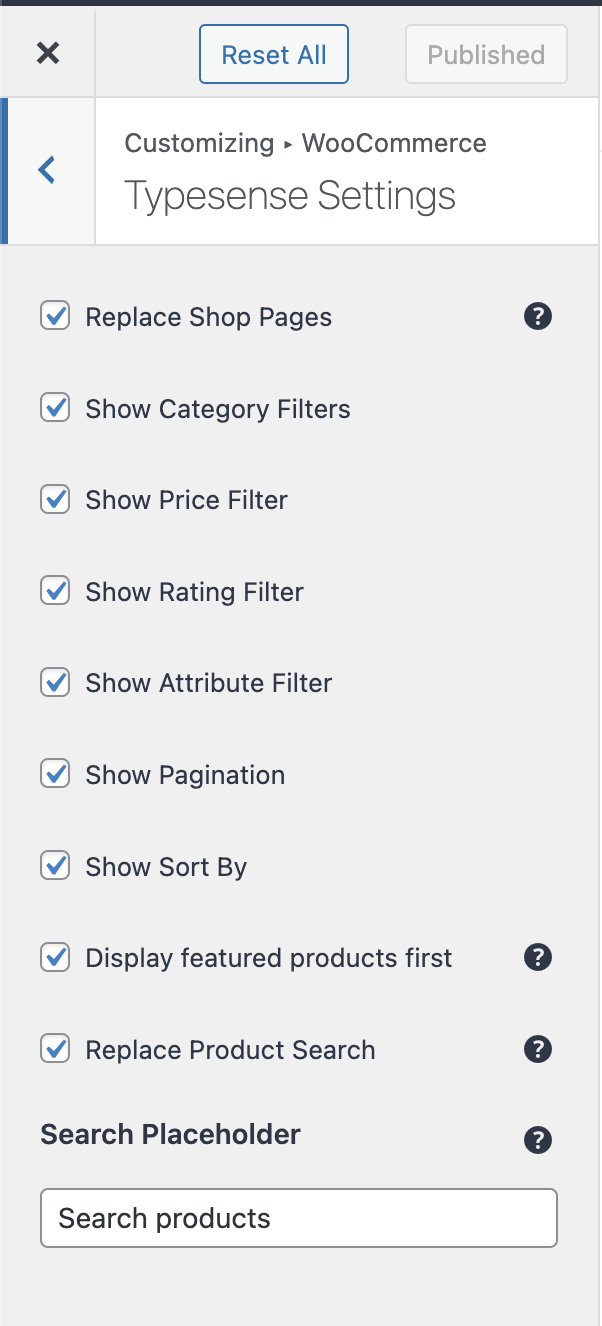 Reset All
Published
Customizing ▸ WooCommerce
Typesense Settings
Replace Shop Pages
?
Show Category Filters
Show Price Filter
Show Rating Filter
Show Attribute Filter
Show Pagination
Show Sort By
Display featured products first
?
Replace Product Search
?
Search Placeholder
?
Search products